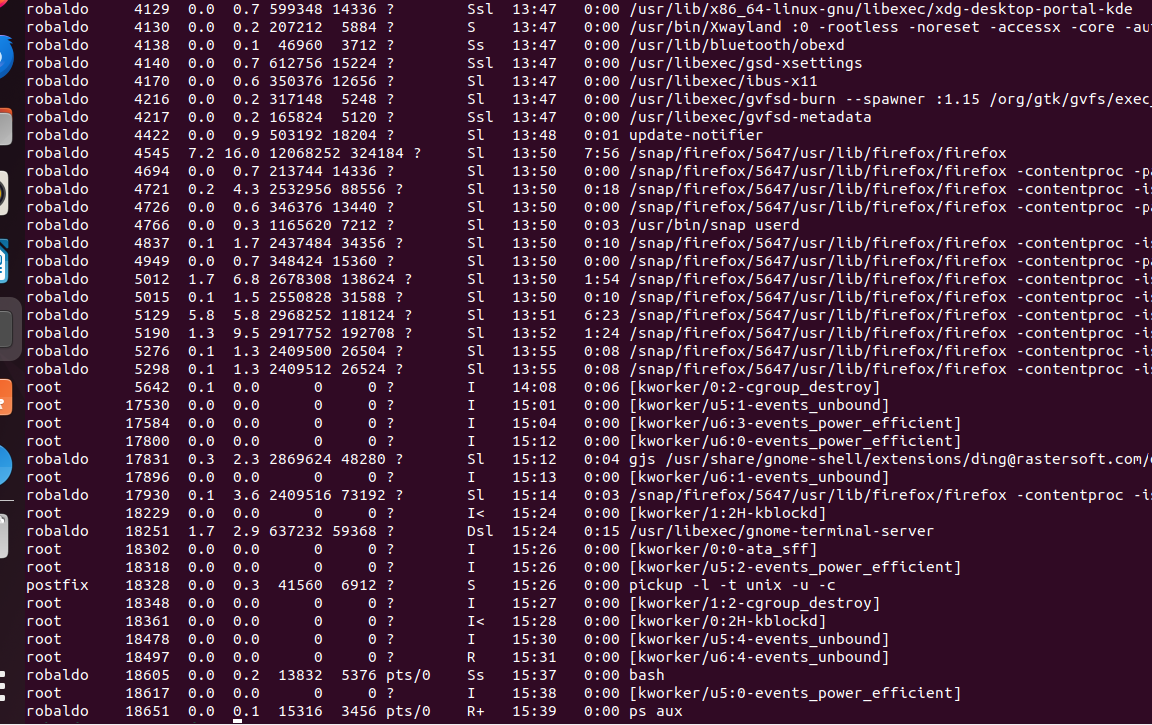 robaldo 4129 0.0 0.7 599348 14336 ? Ssl 13:47 0:00 /usr/lib/x86_64-linux-gnu/libexec/xdg-desktop-portal-kde
robaldo 4130 0.0 0.2 207212 5884 ? S 13:47 0:00 /usr/bin/Xwayland :0 -rootless -noreset -accessx -core -au
robaldo 4138 0.0 0.1 46960 3712 ? Ss 13:47 0:00 /usr/lib/bluetooth/obexd
robaldo 4140 0.0 0.7 612756 15224 ? Ssl 13:47 0:00 /usr/libexec/gsd-xsettings
robaldo 4170 0.0 0.6 350376 12656 ? Sl 13:47 0:00 /usr/libexec/ibus-x11
robaldo 4216 0.0 0.2 317148 5248 ? Sl 13:47 0:00 /usr/libexec/gvfsd-burn --spawner :1.15 /org/gtk/gvfs/exec_
robaldo 4217 0.0 0.2 165824 5120 ? Ssl 13:47 0:00 /usr/libexec/gvfsd-metadata
robaldo 4422 0.0 0.9 503192 18204 ? Sl 13:48 0:01 update-notifier
robaldo 4545 7.2 16.0 12068252 324184 ? Sl 13:50 7:56 /snap/firefox/5647/usr/lib/firefox/firefox
robaldo 4694 0.0 0.7 213744 14336 ? Sl 13:50 0:00 /snap/firefox/5647/usr/lib/firefox/firefox -contentproc -pa
robaldo 4721 0.2 4.3 2532956 88556 ? Sl 13:50 0:18 /snap/firefox/5647/usr/lib/firefox/firefox -contentproc -is
robaldo 4726 0.0 0.6 346376 13440 ? Sl 13:50 0:00 /snap/firefox/5647/usr/lib/firefox/firefox -contentproc -pa
robaldo 4766 0.0 0.3 1165620 7212 ? Sl 13:50 0:03 /usr/bin/snap userd
robaldo 4837 0.1 1.7 2437484 34356 ? Sl 13:50 0:10 /snap/firefox/5647/usr/lib/firefox/firefox -contentproc -is
robaldo 4949 0.0 0.7 348424 15360 ? Sl 13:50 0:00 /snap/firefox/5647/usr/lib/firefox/firefox -contentproc -pa
robaldo 5012 1.7 6.8 2678308 138624 ? Sl 13:50 1:54 /snap/firefox/5647/usr/lib/firefox/firefox -contentproc -is
robaldo 5015 0.1 1.5 2550828 31588 ? Sl 13:50 0:10 /snap/firefox/5647/usr/lib/firefox/firefox -contentproc -is
robaldo 5129 5.8 5.8 2968252 118124 ? Sl 13:51 6:23 /snap/firefox/5647/usr/lib/firefox/firefox -contentproc -is
robaldo 5190 1.3 9.5 2917752 192708 ? Sl 13:52 1:24 /snap/firefox/5647/usr/lib/firefox/firefox -contentproc -is
robaldo 5276 0.1 1.3 2409500 26504 ? Sl 13:55 0:08 /snap/firefox/5647/usr/lib/firefox/firefox -contentproc -is
robaldo 5298 0.1 1.3 2409512 26524 ? Sl 13:55 0:08 /snap/firefox/5647/usr/lib/firefox/firefox -contentproc -is
root 5642 0.1 0.0 0 0 ? I 14:08 0:06 [kworker/0:2-cgroup_destroy]
root 17530 0.0 0.0 0 0 ? I 15:01 0:00 [kworker/u5:1-events_unbound]
root 17584 0.0 0.0 0 0 ? I 15:04 0:00 [kworker/u6:3-events_power_efficient]
root 17800 0.0 0.0 0 0 ? I 15:12 0:00 [kworker/u6:0-events_power_efficient]
robaldo 17831 0.3 2.3 2869624 48280 ? Sl 15:12 0:04 gjs /usr/share/gnome-shell/extensions/ding@rastersoft.com/
root 17896 0.0 0.0 0 0 ? I 15:13 0:00 [kworker/u6:1-events_unbound]
robaldo 17930 0.1 3.6 2409516 73192 ? Sl 15:14 0:03 /snap/firefox/5647/usr/lib/firefox/firefox -contentproc -is
root 18229 0.0 0.0 0 0 ? I< 15:24 0:00 [kworker/1:2H-kblockd]
robaldo 18251 1.7 2.9 637232 59368 ? Dsl 15:24 0:15 /usr/libexec/gnome-terminal-server
root 18302 0.0 0.0 0 0 ? I 15:26 0:00 [kworker/0:0-ata_sff]
root 18318 0.0 0.0 0 0 ? I 15:26 0:00 [kworker/u5:2-events_power_efficient]
postfix 18328 0.0 0.3 41560 6912 ? S 15:26 0:00 pickup -l -t unix -u -c
root 18348 0.0 0.0 0 0 ? I 15:27 0:00 [kworker/1:2-cgroup_destroy]
root 18361 0.0 0.0 0 0 ? I< 15:28 0:00 [kworker/0:2H-kblockd]
root 18478 0.0 0.0 0 0 ? I 15:30 0:00 [kworker/u5:4-events_unbound]
root 18497 0.0 0.0 0 0 ? R 15:31 0:00 [kworker/u6:4-events_unbound]
robaldo 18605 0.0 0.2 13832 5376 pts/0 Ss 15:37 0:00 bash
root 18617 0.0 0.0 0 0 ? I 15:38 0:00 [kworker/u5:0-events_power_efficient]
robaldo 18651 0.0 0.1 15316 3456 pts/0 R+ 15:39 0:00 ps aux